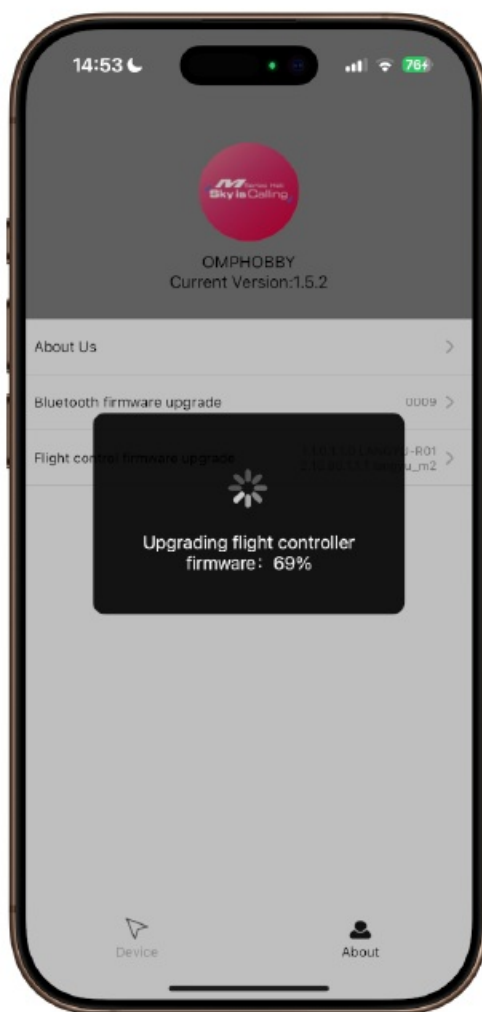 14:53
76
Sky is Calling
OMPHOBBY
Current Version:1.5.2
About Us
Bluetooth firmware upgrade
0009
Flight control firmware upgrade
Upgrading flight controller
firmware: 69%
Device
About